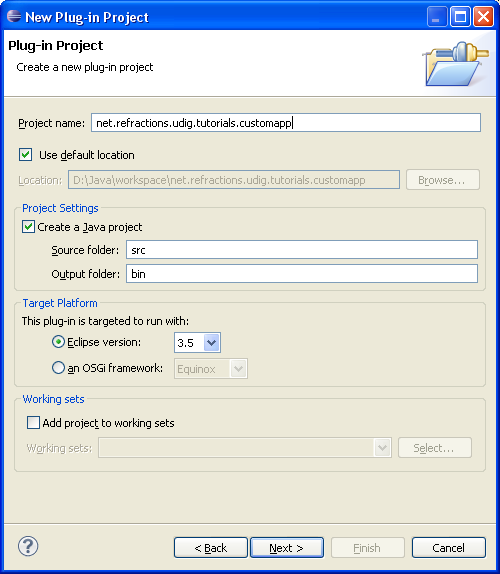 New Plug-in Project
Plug-in Project
Create a new plug-in project
Project name: net.refractions.udig.tutorials.customapp
Use default location
Location: D:\Java\workspace\net.refractions.udig.tutorials.customapp Browse...
Project Settings
Create a Java project
Source folder: src
Output folder: bin
Target Platform
This plug-in is targeted to run with:
Eclipse version: 3.5
an OSGi framework: Equinox
Working sets
Add project to working sets
Working sets: Select...
? < Back Next > Finish Cancel